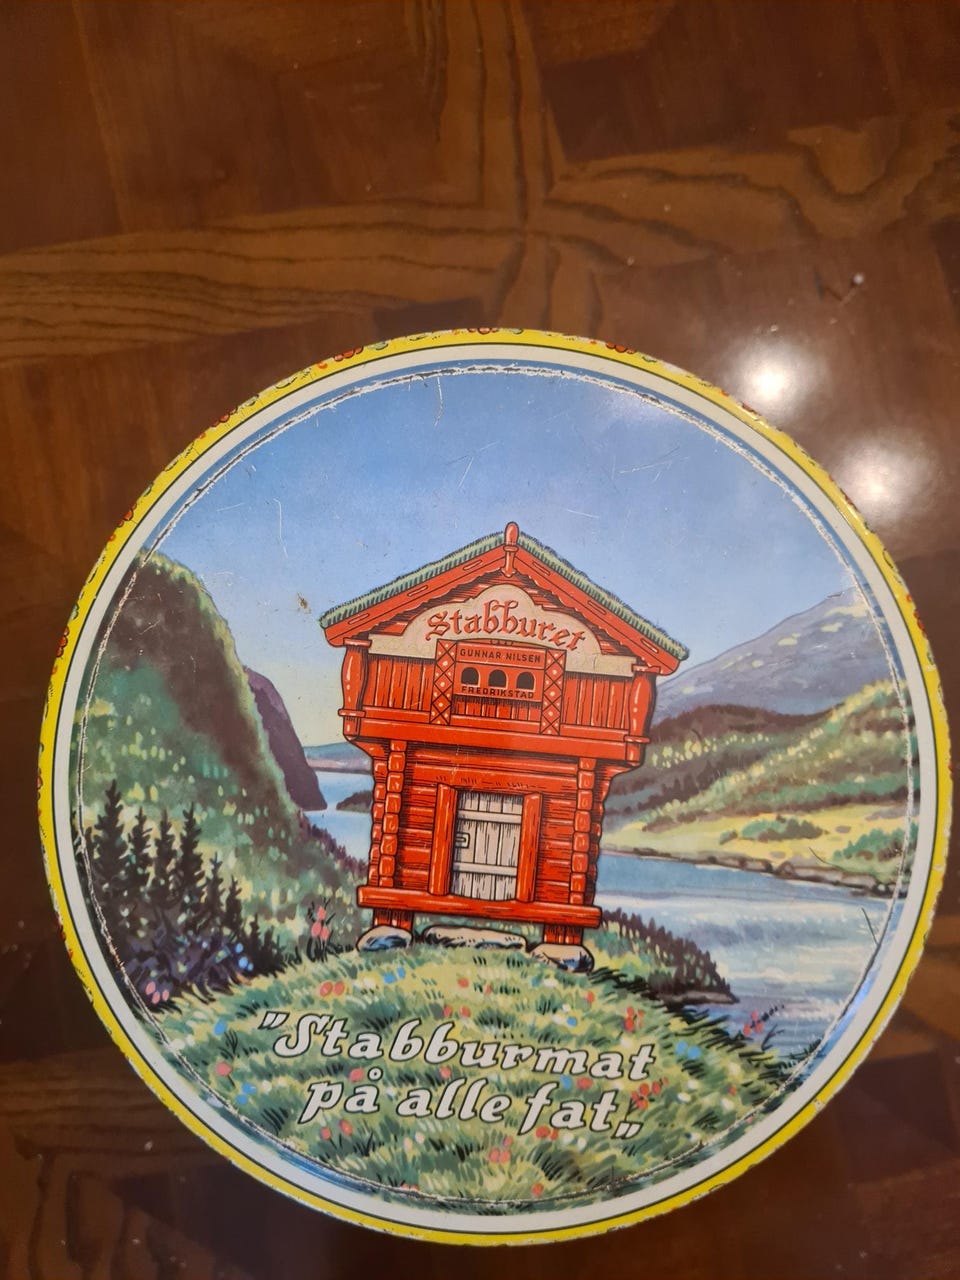 Stabburet
GUNNAR NILSEN
FREDRIKSTAD
"Stabburmat
på alle fat„